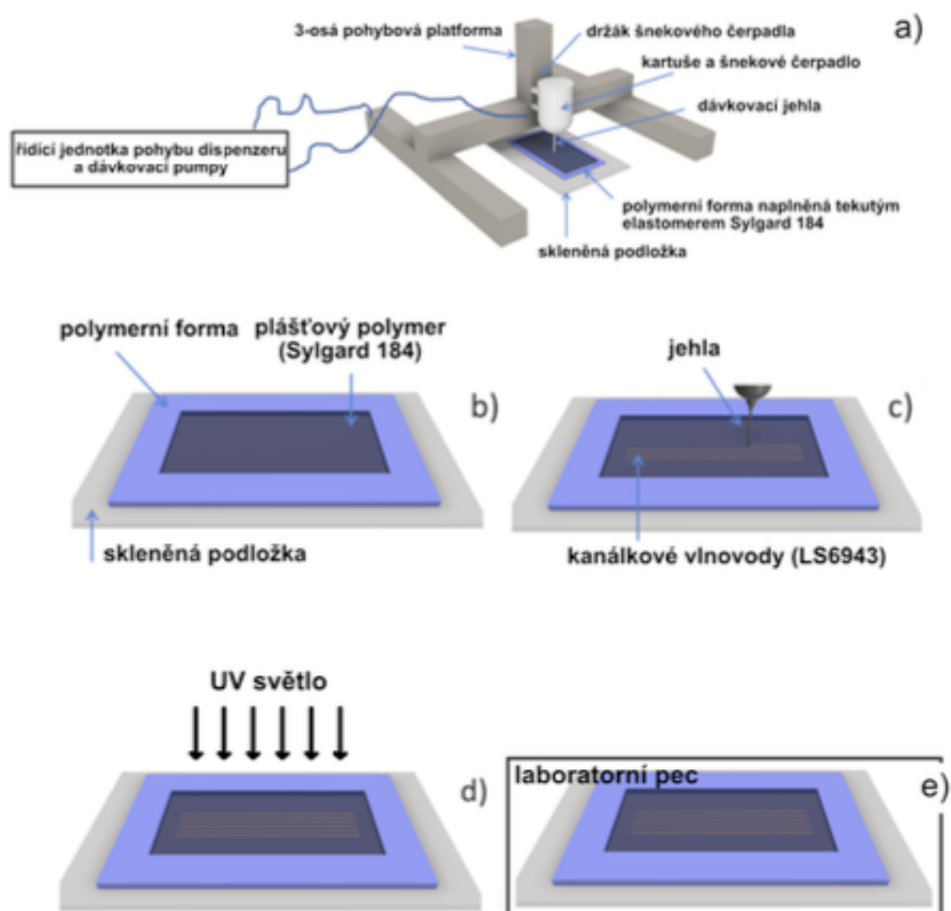 a)
3-osá pohybová platforma
držák šnekového čerpadla
kartuše a šnekové čerpadlo
dávkovací jehla
řídící jednotka pohybu dispenzeru
a dávkovací pumpy
polymerní forma naplněná tekutým
elastomerem Sylgard 184
skleněná podložka
polymerní forma
plášťový polymer
(Sylgard 184)
b)
skleněná podložka
jehla
c)
kanálkové vlnovody (LS6943)
UV světlo
d)
laboratorní pec
e)